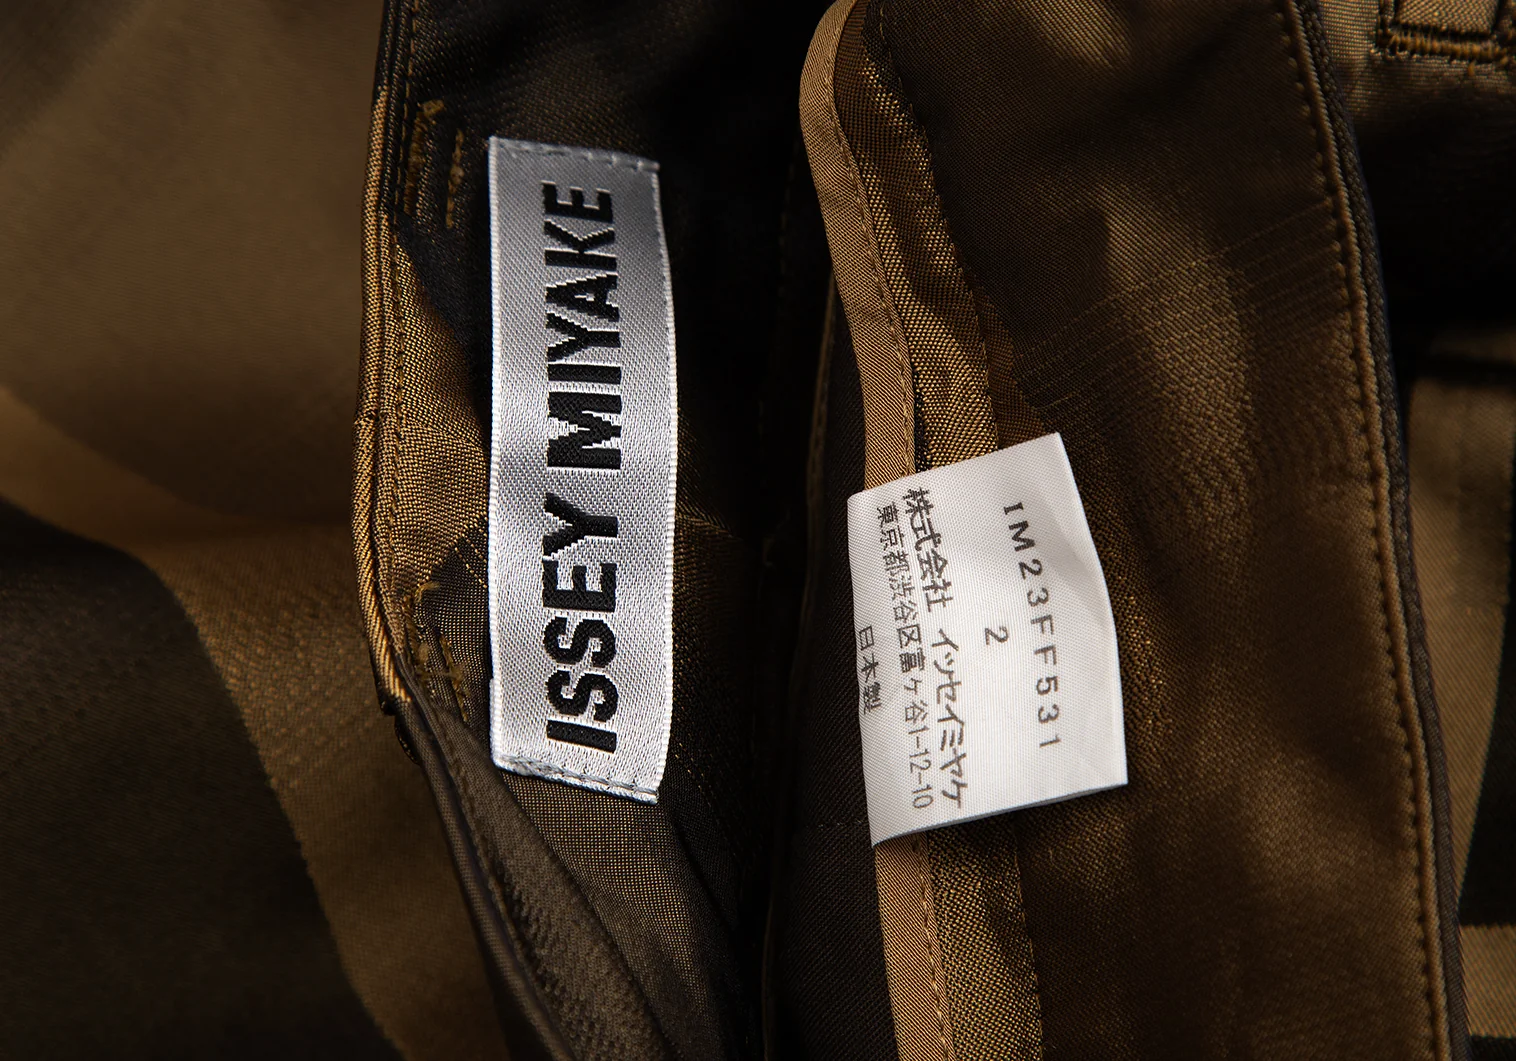 ISSEY MIYAKE
IM23FF531
2
株式会社 イッセイミヤケ
東京都渋谷区富ヶ谷1-12-10
日本製